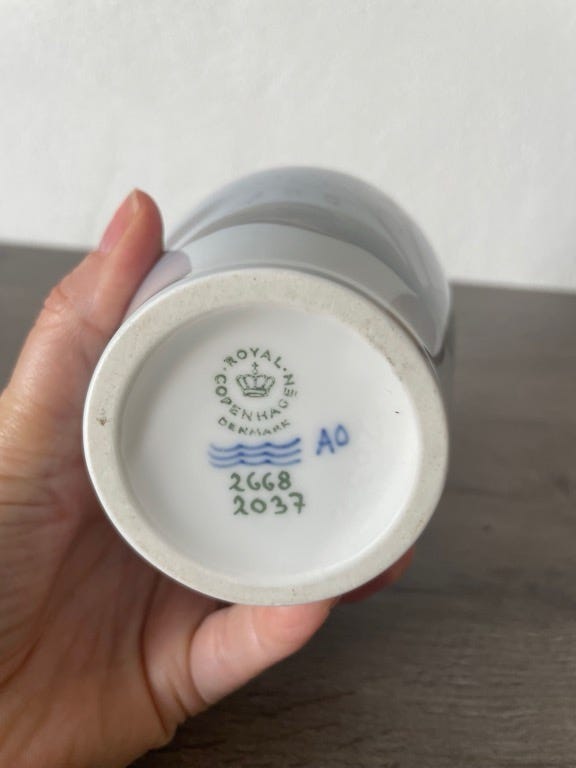 ROYAL
COPENHAGEN
DENMARK
AO
2668
2037